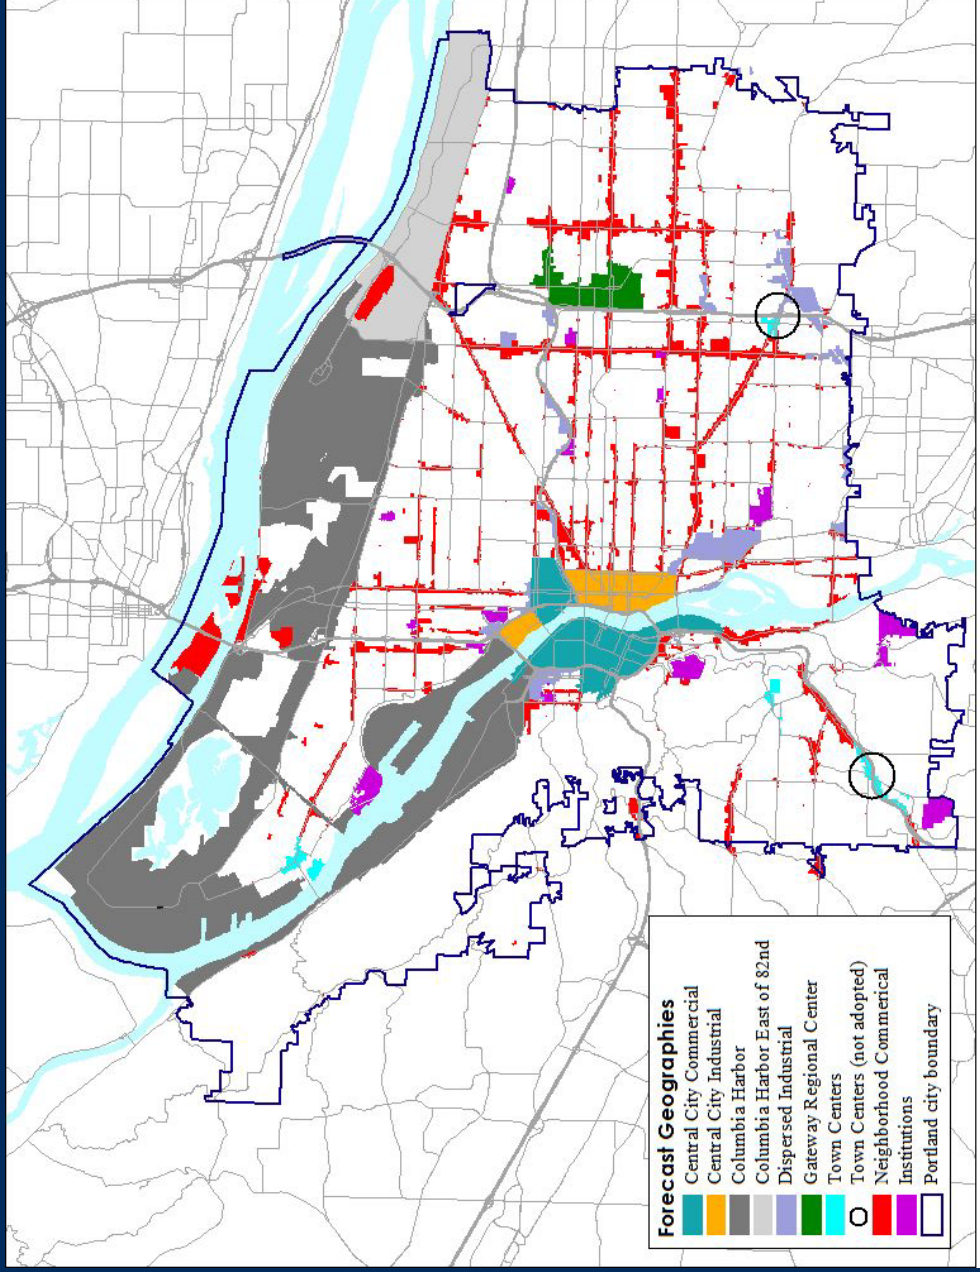 Forecast Geographies
Central City Commercial
Central City Industrial
Columbia Harbor
Columbia Harbor East of 82nd
Dispersed Industrial
Gateway Regional Center
Town Centers
Town Centers (not adopted)
Neighborhood Commerical
Institutions
Portland city boundary